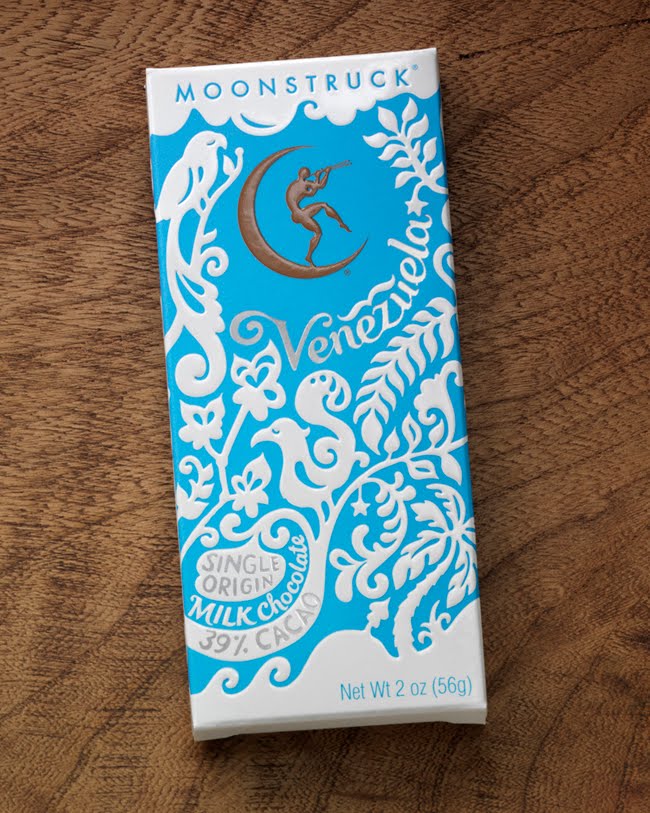 MOONSTRUCK®
®
Venezuela
SINGLE
ORIGIN
MILK Chocolate
39% CACAO
Net Wt 2 oz (56g)